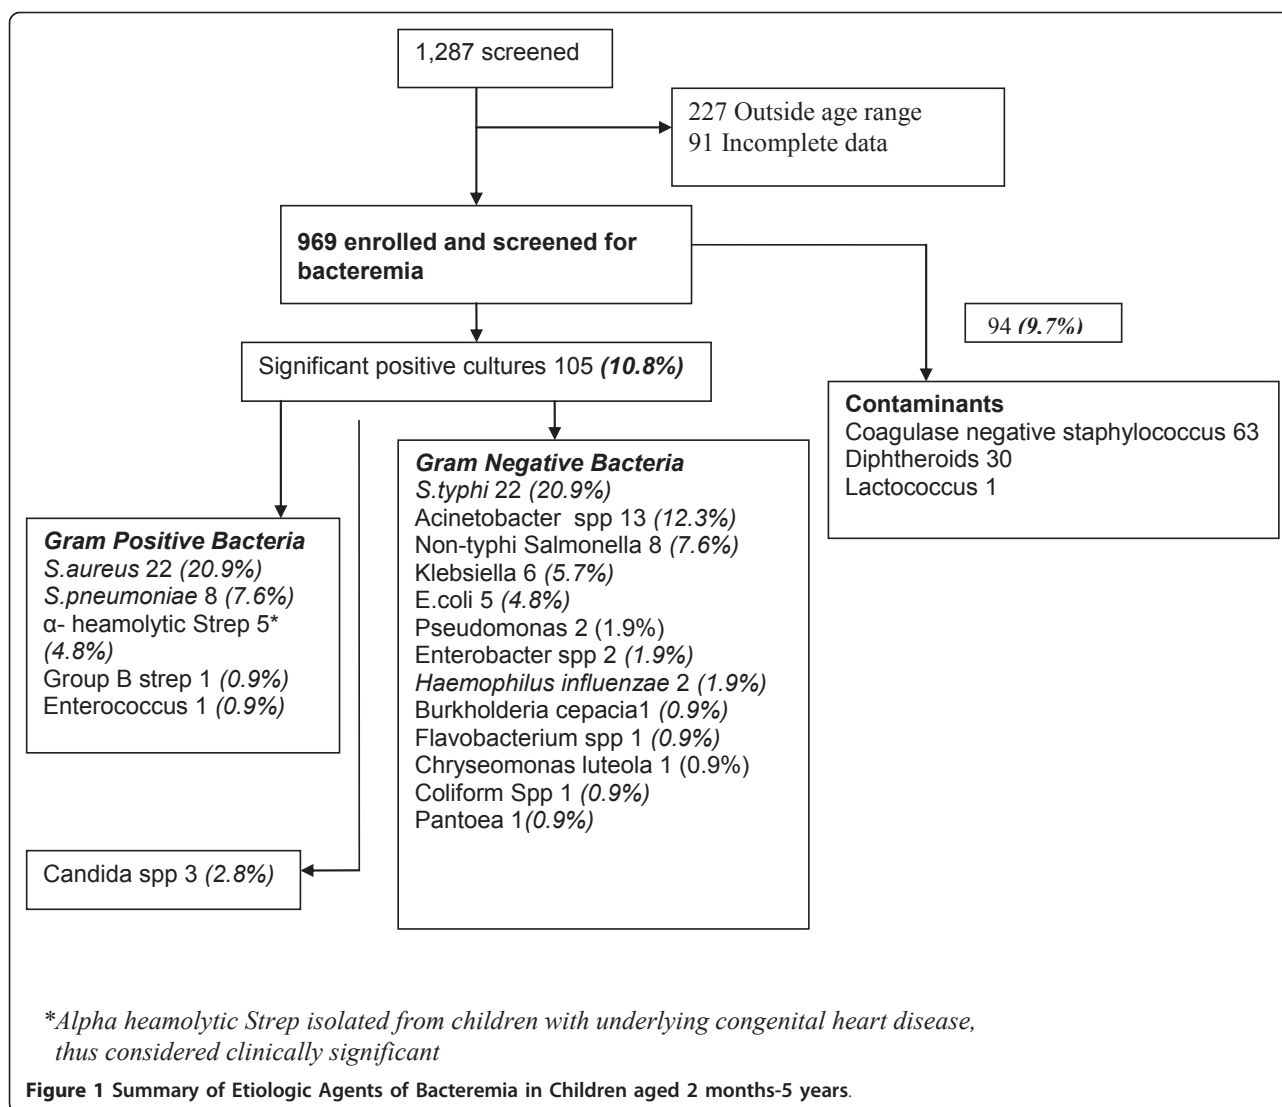 1,287 screened
227 Outside age range
91 Incomplete data
969 enrolled and screened for
bacteremia
94 (9.7%)
Significant positive cultures 105 (10.8%)
Contaminants
Coagulase negative staphylococcus 63
Diphtheroids 30
Lactococcus 1
Gram Positive Bacteria
S.aureus 22 (20.9%)
S.pneumoniae 8 (7.6%)
α- heamolytic Strep 5*
(4.8%)
Group B strep 1 (0.9%)
Enterococcus 1 (0.9%)
Gram Negative Bacteria
S.typhi 22 (20.9%)
Acinetobacter spp 13 (12.3%)
Non-typhi Salmonella 8 (7.6%)
Klebsiella 6 (5.7%)
E.coli 5 (4.8%)
Pseudomonas 2 (1.9%)
Enterobacter spp 2 (1.9%)
Haemophilus influenzae 2 (1.9%)
Burkholderia cepacia1 (0.9%)
Flavobacterium spp 1 (0.9%)
Chryseomonas luteola 1 (0.9%)
Coliform Spp 1 (0.9%)
Pantoea 1(0.9%)
Candida spp 3 (2.8%)
*Alpha heamolytic Strep isolated from children with underlying congenital heart disease,
thus considered clinically significant
Figure 1 Summary of Etiologic Agents of Bacteremia in Children aged 2 months-5 years.